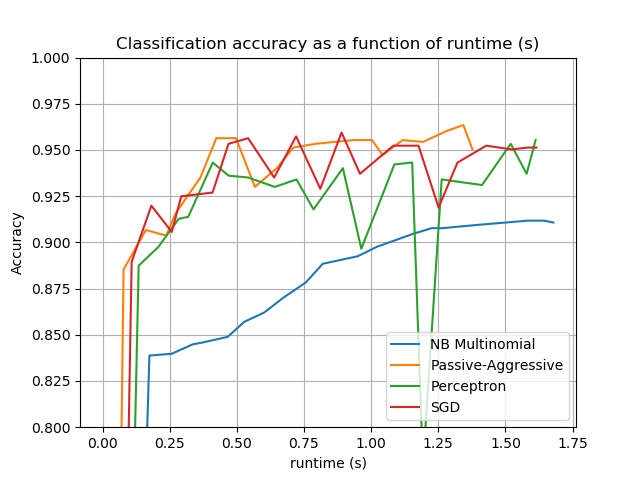 Classification accuracy as a function of runtime (s)
1.000
0.975
0.950
0.925
0.900
0.875
0.850
0.825
0.800
Accuracy
NB Multinomial
Passive-Aggressive
Perceptron
SGD
0.00 0.25 0.50 0.75 1.00 1.25 1.50 1.75
runtime (s)